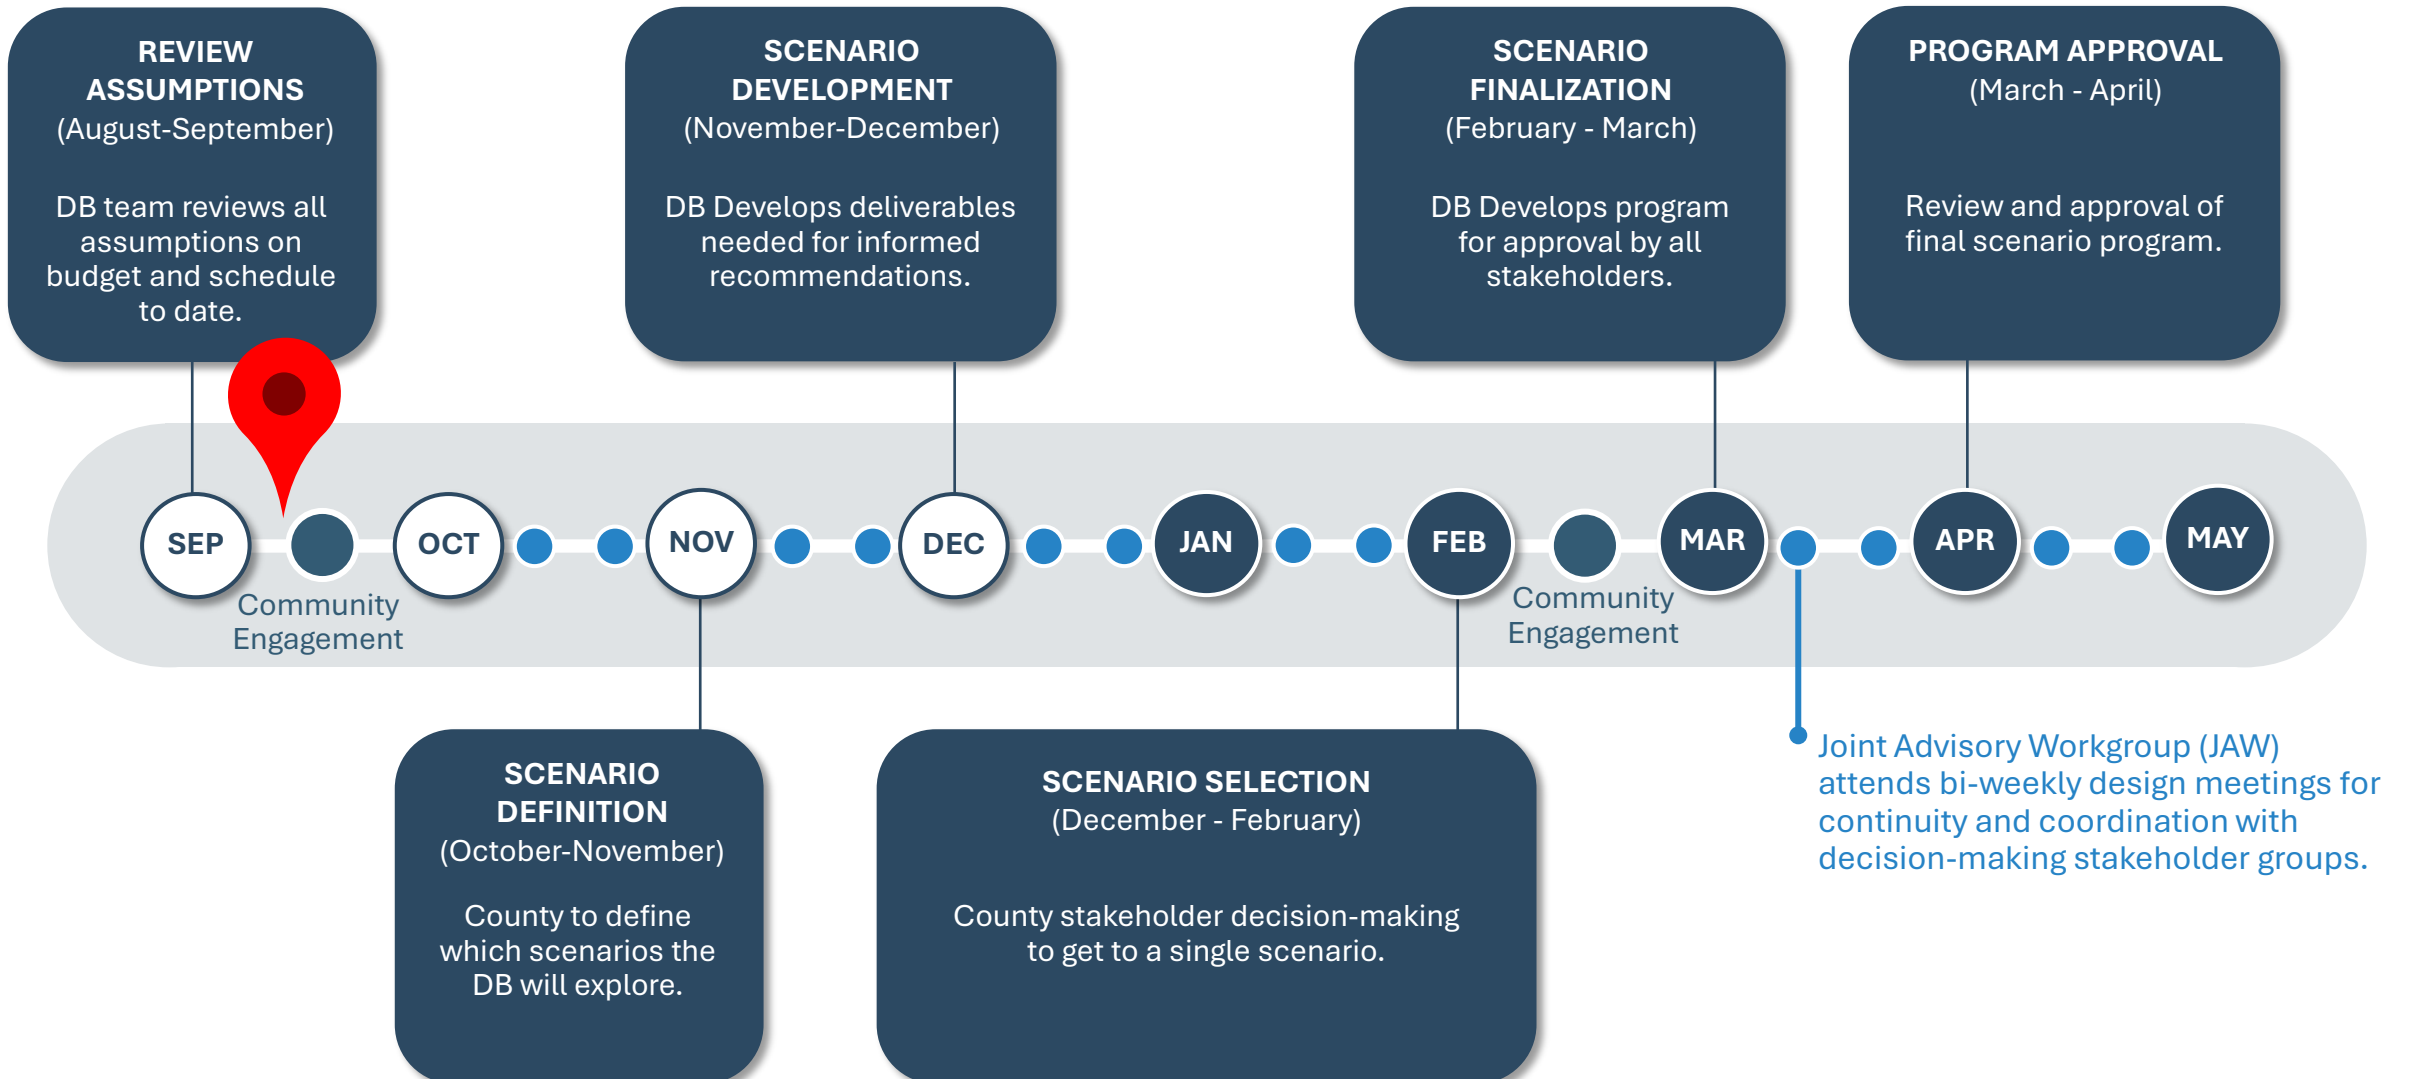 REVIEW
ASSUMPTIONS
(August-September)
DB team reviews all
assumptions on
budget and schedule
to date.
SCENARIO
DEVELOPMENT
(November-December)
DB Develops deliverables
needed for informed
recommendations.
SCENARIO
FINALIZATION
(February - March)
DB Develops program
for approval by all
stakeholders.
PROGRAM APPROVAL
(March - April)
Review and approval of
final scenario program.
SEP
OCT
NOV
DEC
JAN
FEB
MAR
APR
MAY
Community
Engagement
Community
Engagement
SCENARIO
DEFINITION
(October-November)
County to define
which scenarios the
DB will explore.
SCENARIO SELECTION
(December - February)
County stakeholder decision-making
to get to a single scenario.
Joint Advisory Workgroup (JAW)
attends bi-weekly design meetings for
continuity and coordination with
decision-making stakeholder groups.